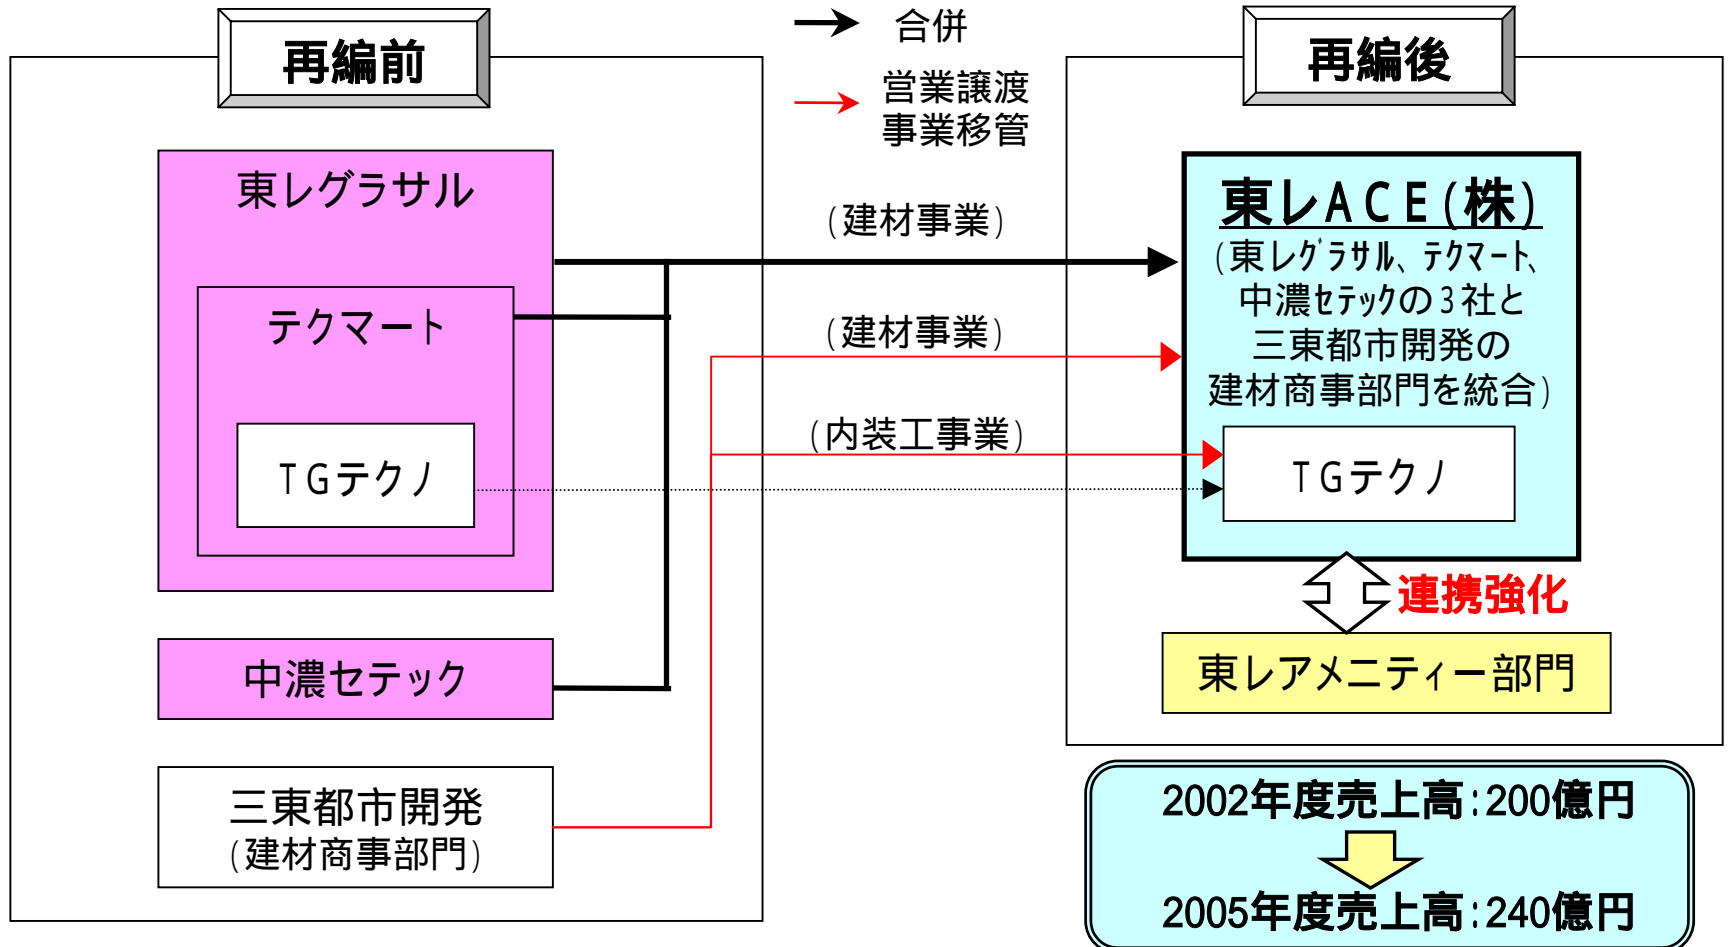 再編前
合併
営業譲渡
事業移管
再編後
東レグラサル
テクマート
TGテクノ
中濃セテック
三東都市開発
(建材商事部門)
(建材事業)
(建材事業)
(内装工事業)
東レACE(株)
(東レグラサル、テクマート、
中濃セテックの3社と
三東都市開発の
建材商事部門を統合)
TGテクノ
連携強化
東レアメニティー部門
2002年度売上高:200億円
2005年度売上高:240億円